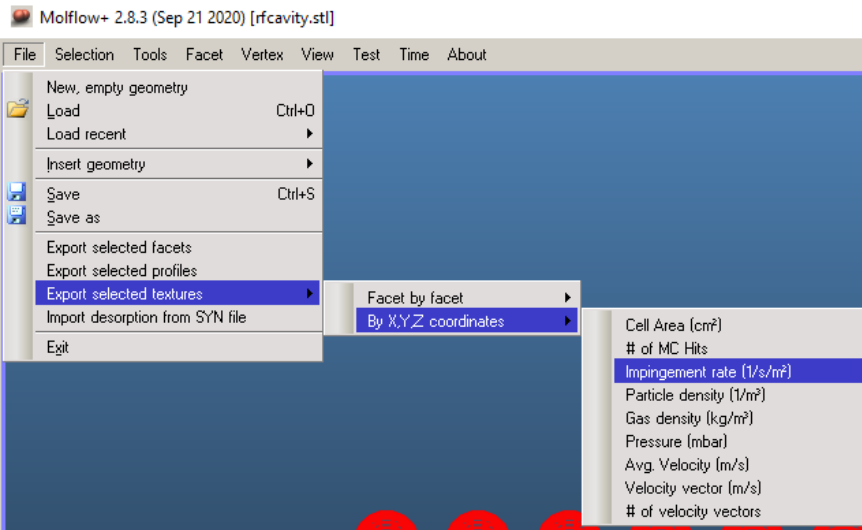 Molflow+ 2.8.3 (Sep 21 2020) [rfcavity.stl]
File Selection Tools Facet Vertex View Test Time About
New, empty geometry
Load Ctrl+O
Load recent
Insert geometry
Save Ctrl+S
Save as
Export selected facets
Export selected profiles
Export selected textures
Import desorption from SYN file
Exit
Facet by facet
By X,Y,Z coordinates
Cell Area (cm²)
# of MC Hits
Impingement rate (1/s/m²)
Particle density (1/m³)
Gas density (kg/m³)
Pressure (mbar)
Avg. Velocity (m/s)
Velocity vector (m/s)
# of velocity vectors